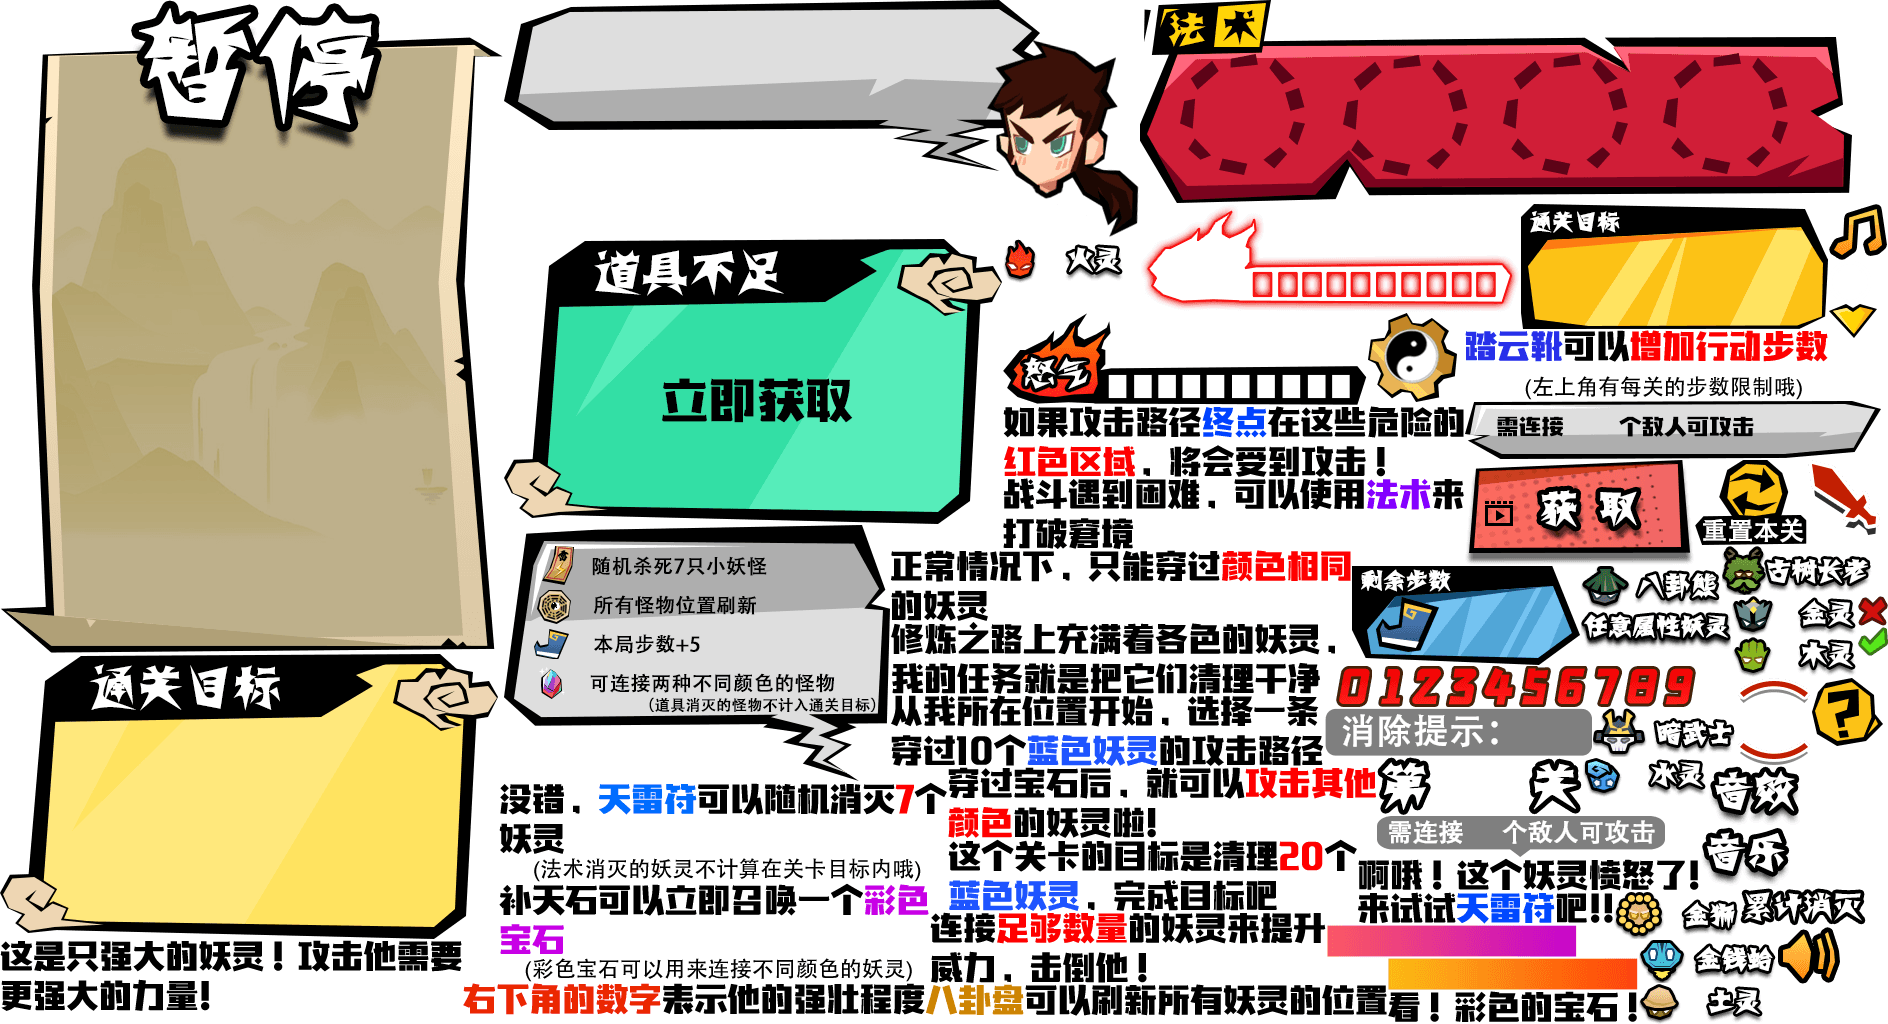 暂停
法术
通关目标
道具不足
火灵
怒气
立即获取
踏云靴可以增加行动步数
(左上角有每关的步数限制哦)
需连接 个敌人可攻击
如果攻击路径终点在这些危险的
红色区域，将会受到攻击！
战斗遇到困难，可以使用法术来
打破窘境
获取
重置本关
随机杀死7只小妖怪
所有怪物位置刷新
本局步数+5
可连接两种不同颜色的怪物
(道具消灭的怪物不计入通关目标)
正常情况下，只能穿过颜色相同
的妖灵
剩余步数
八卦熊
古树长老
任意属性妖灵
金灵
木灵
修炼之路上充满着各色的妖灵，
我的任务就是把它们清理干净
从我所在位置开始，选择一条
穿过10个蓝色妖灵的攻击路径
0123456789
消除提示：
暗武士
通关目标
第 关
水灵
音效
需连接 个敌人可攻击
音乐
穿过宝石后，就可以攻击其他
颜色的妖灵啦!
这个关卡的目标是清理20个
蓝色妖灵，完成目标吧
没错，天雷符可以随机消灭7个
妖灵
(法术消灭的妖灵不计算在关卡目标内哦)
补天石可以立即召唤一个彩色
宝石
(彩色宝石可以用来连接不同颜色的妖灵)
啊哦！这个妖灵愤怒了!
来试试天雷符吧!!
金狮
累计消灭
连接足够数量的妖灵来提升
威力，击倒他！
金钱蛤
这是只强大的妖灵！攻击他需要
更强大的力量!
右下角的数字表示他的强壮程度
八卦盘可以刷新所有妖灵的位置
看！彩色的宝石！
土灵